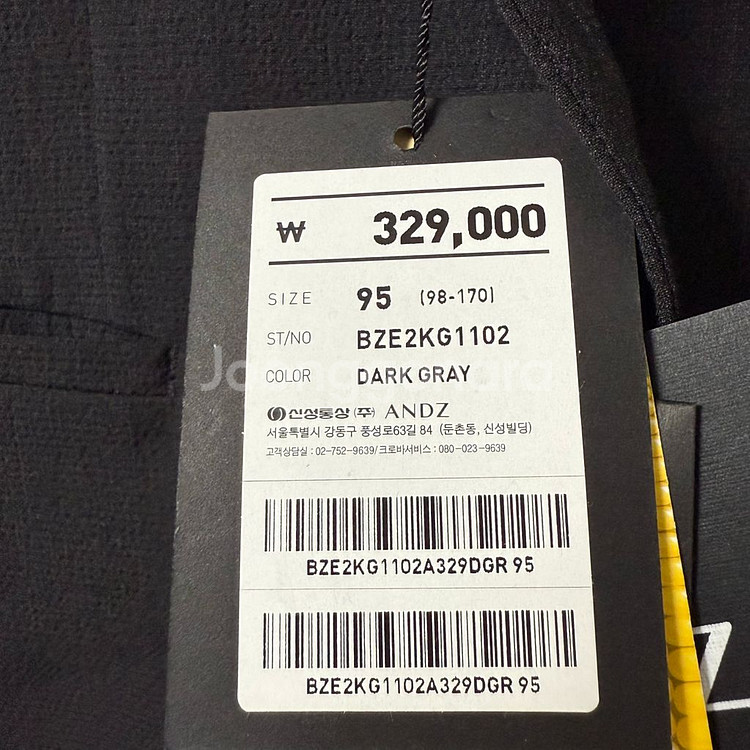 ₩ 329,000
SIZE 95 (98-170)
ST/NO BZE2KG1102
COLOR DARK GRAY
신성통상 (주) ANDZ
서울특별시 강동구 풍성로63길 84 (둔촌동, 신성빌딩)
고객상담실 : 02-752-9639/크로바서비스 : 080-023-9639
BZE2KG1102A329DGR 95
BZE2KG1102A329DGR 95
Z